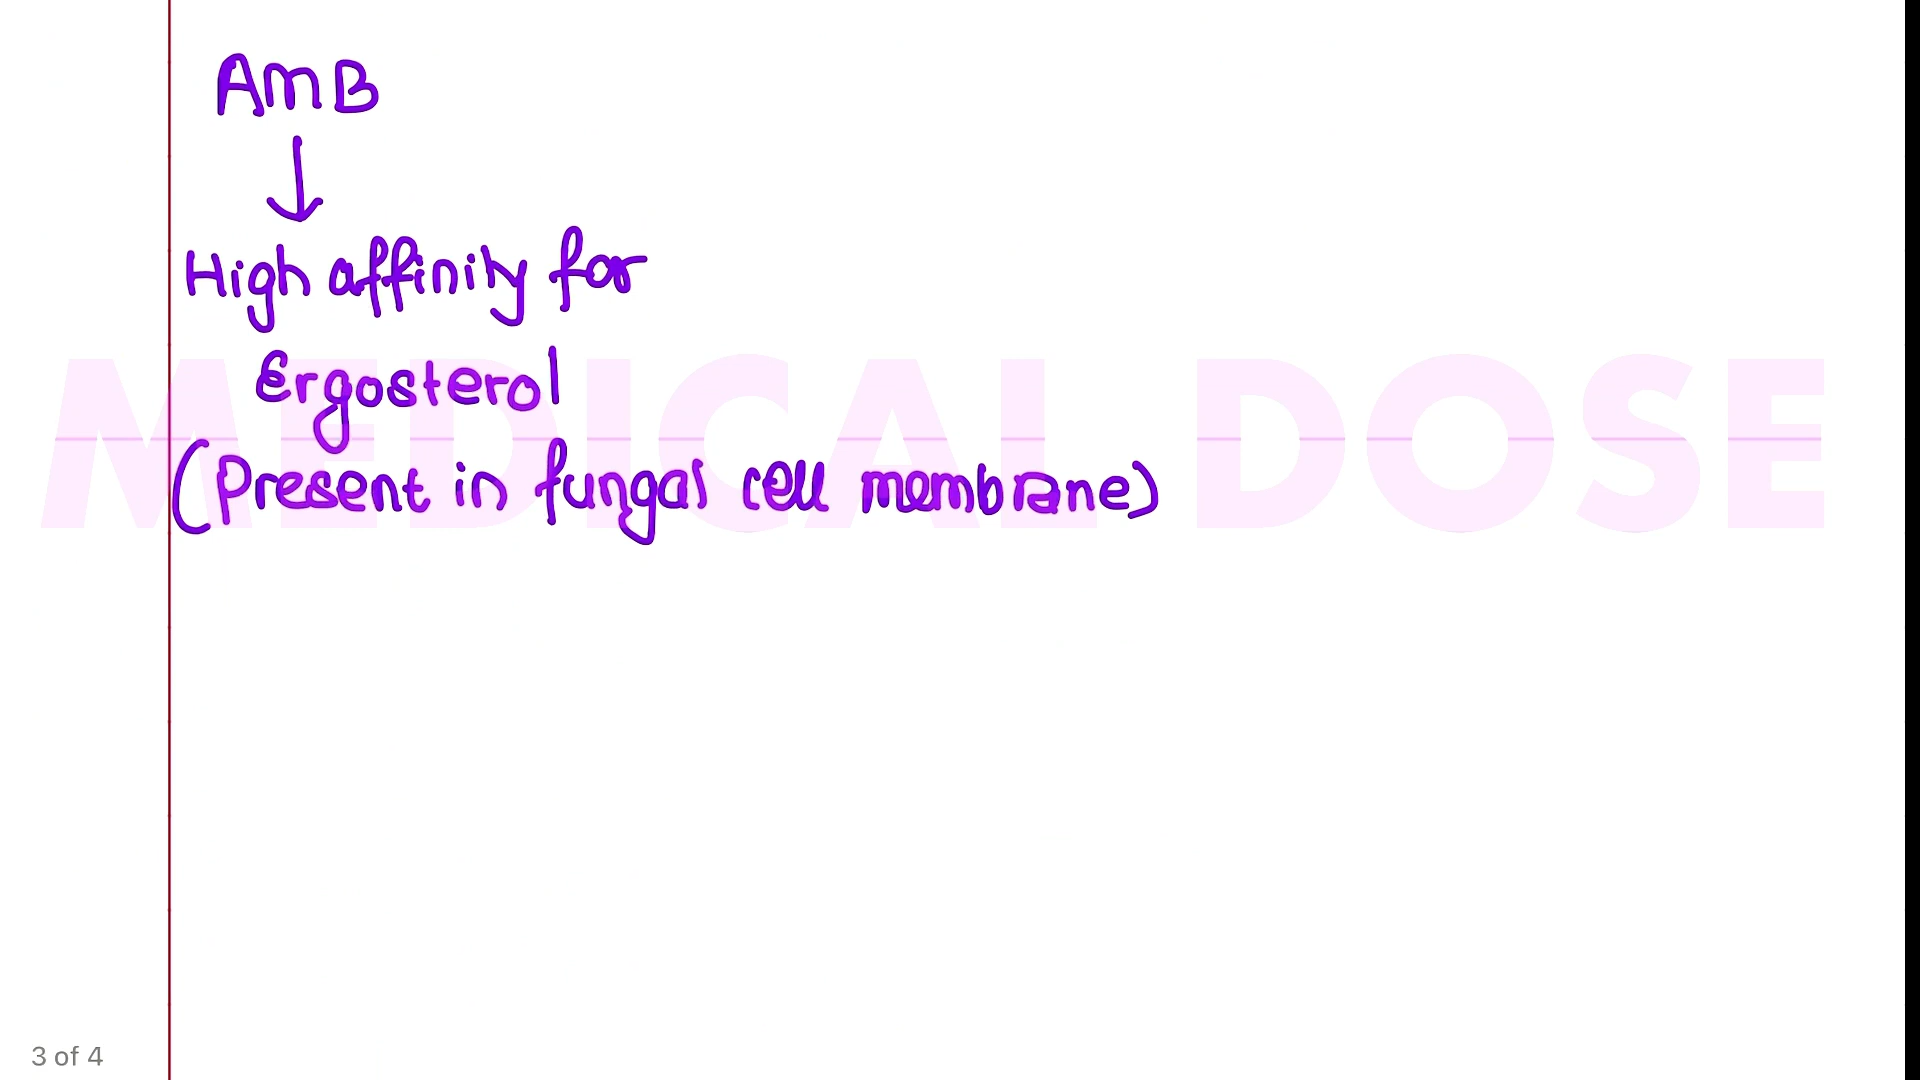 AMB
↓
High affinity for
Ergosterol
(Present in fungal cell membrane)
MEDICAL DOSE
3 of 4